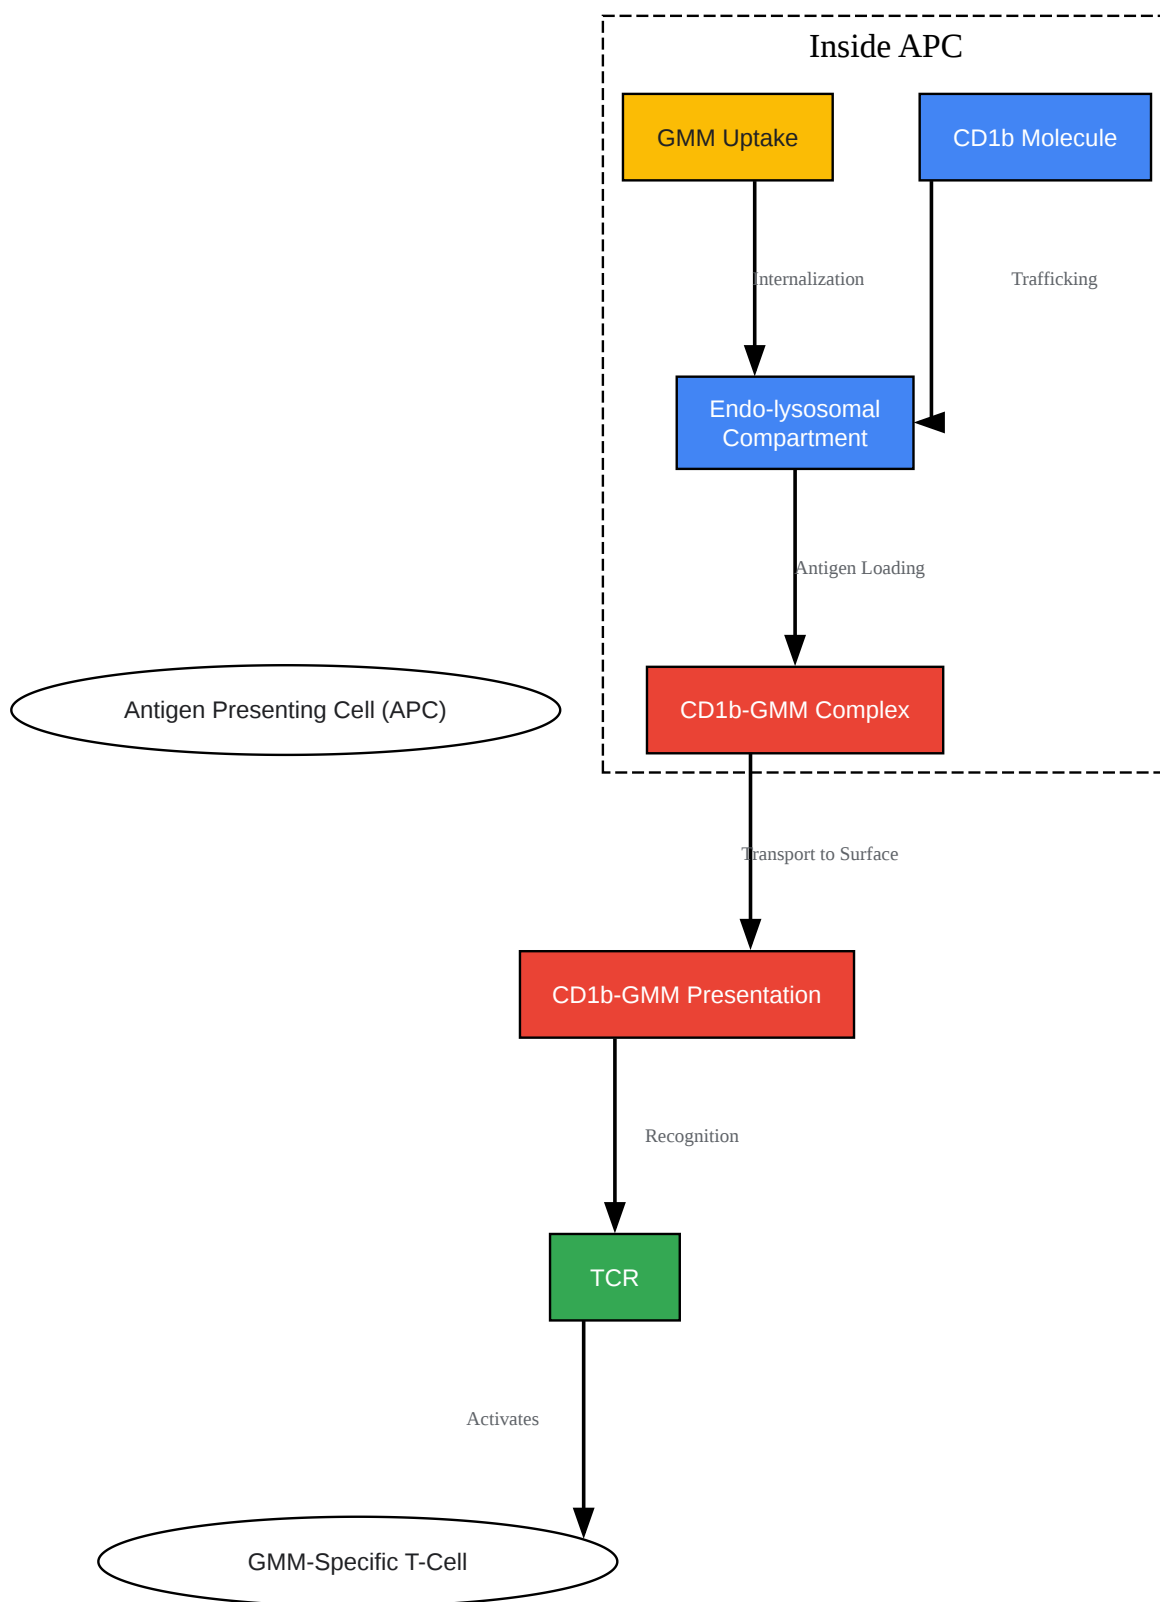 Inside APC
GMM Uptake
CD1b Molecule
Internalization
Trafficking
Endo-lysosomal
Compartment
Antigen Loading
Antigen Presenting Cell (APC)
CD1b-GMM Complex
Transport to Surface
CD1b-GMM Presentation
Recognition
TCR
Activates
GMM-Specific T-Cell